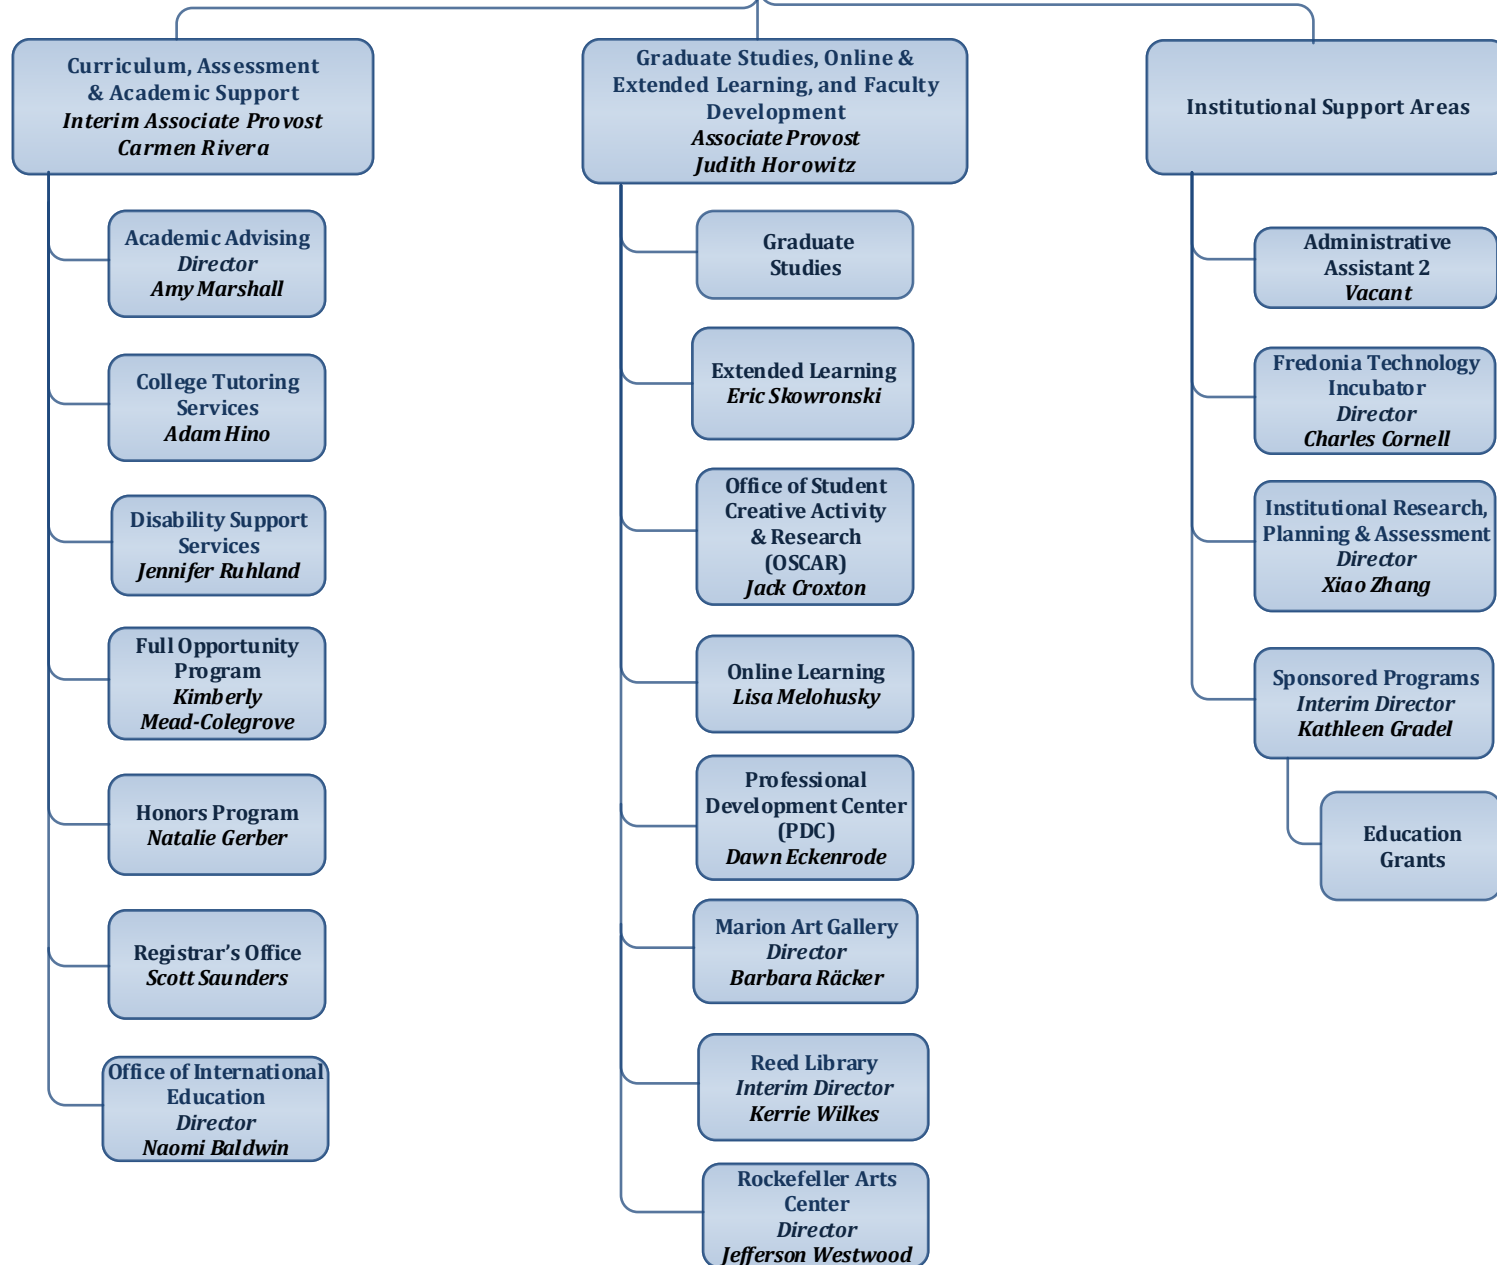 Curriculum, Assessment
& Academic Support
Interim Associate Provost
Carmen Rivera
Academic Advising
Director
Amy Marshall
College Tutoring
Services
Adam Hino
Disability Support
Services
Jennifer Ruhland
Full Opportunity
Program
Kimberly
Mead-Colegrove
Honors Program
Natalie Gerber
Registrar’s Office
Scott Saunders
Office of International
Education
Director
Naomi Baldwin
Graduate Studies, Online &
Extended Learning, and Faculty
Development
Associate Provost
Judith Horowitz
Graduate
Studies
Extended Learning
Eric Skowronski
Office of Student
Creative Activity
& Research
(OSCAR)
Jack Croxton
Online Learning
Lisa Melohusky
Professional
Development Center
(PDC)
Dawn Eckenrode
Marion Art Gallery
Director
Barbara Räcker
Reed Library
Interim Director
Kerrie Wilkes
Rockefeller Arts
Center
Director
Jefferson Westwood
Institutional Support Areas
Administrative
Assistant 2
Vacant
Fredonia Technology
Incubator
Director
Charles Cornell
Institutional Research,
Planning & Assessment
Director
Xiao Zhang
Sponsored Programs
Interim Director
Kathleen Gradel
Education
Grants